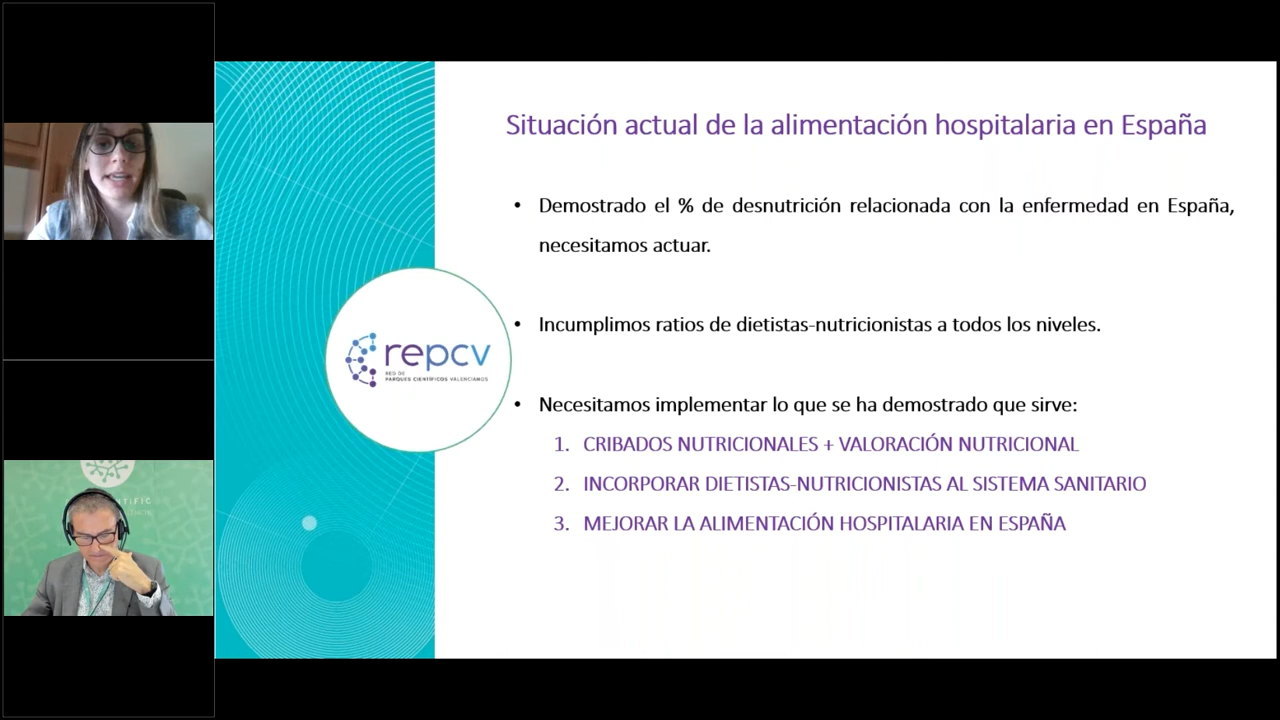 Situación actual de la alimentación hospitalaria en España
• Demostrado el % de desnutrición relacionada con la enfermedad en España,
necesitamos actuar.
• Incumplimos ratios de dietistas-nutricionistas a todos los niveles.
repcv
RED DE
PARQUES CIENTÍFICOS VALENCIANOS
• Necesitamos implementar lo que se ha demostrado que sirve:
1. CRIBADOS NUTRICIONALES + VALORACIÓN NUTRICIONAL
2. INCORPORAR DIETISTAS-NUTRICIONISTAS AL SISTEMA SANITARIO
3. MEJORAR LA ALIMENTACIÓN HOSPITALARIA EN ESPAÑA